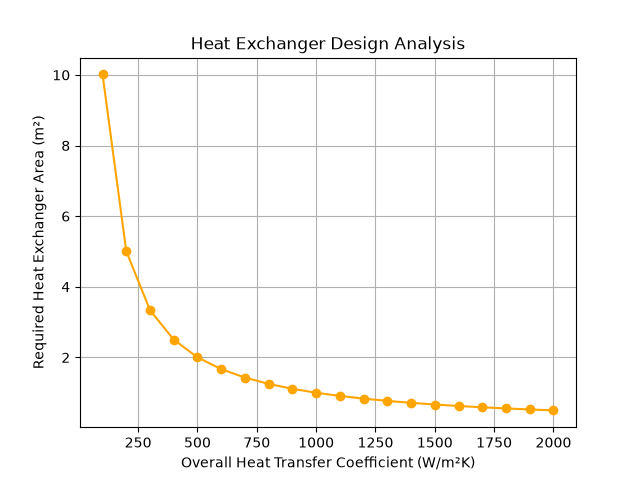 Heat Exchanger Design Analysis
Required Heat Exchanger Area (m²)
10
8
6
4
2
250 500 750 1000 1250 1500 1750 2000
Overall Heat Transfer Coefficient (W/m²K)